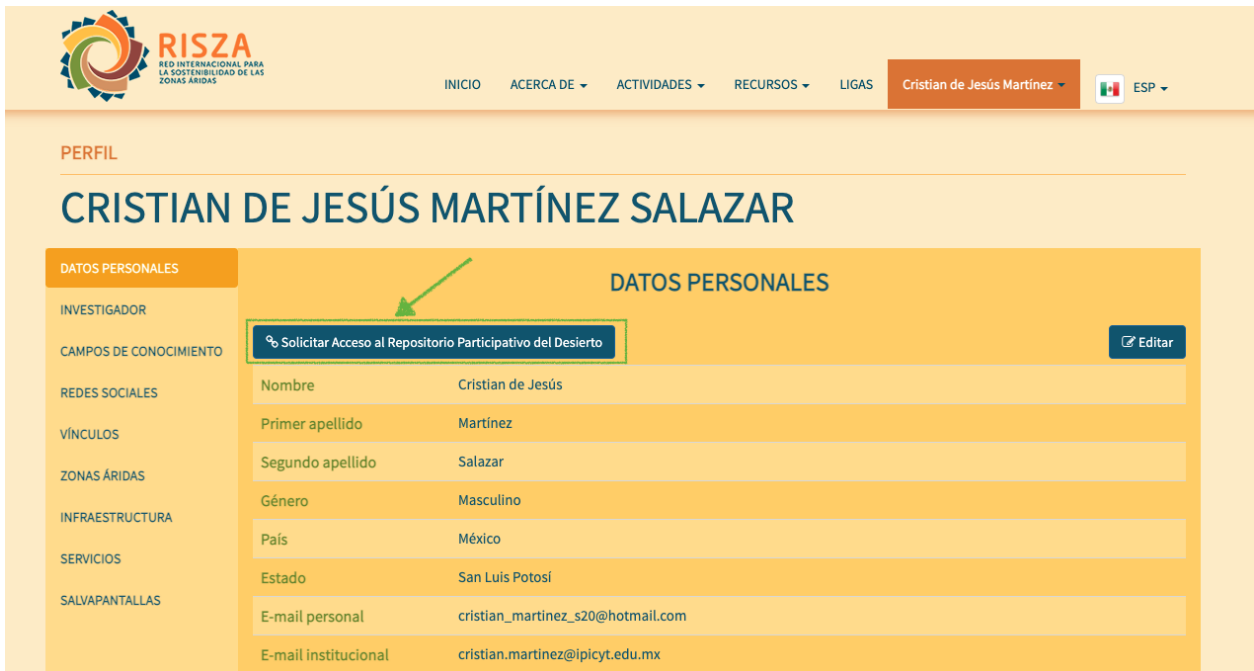 RISZA
RED INTERNACIONAL PARA
LA SOSTENIBILIDAD DE LAS
ZONAS ÁRIDAS
INICIO ACERCA DE ACTIVIDADES RECURSOS LIGAS Cristian de Jesús Martínez ESP
PERFIL
CRISTIAN DE JESÚS MARTÍNEZ SALAZAR
DATOS PERSONALES
INVESTIGADOR
CAMPOS DE CONOCIMIENTO
REDES SOCIALES
VÍNCULOS
ZONAS ÁRIDAS
INFRAESTRUCTURA
SERVICIOS
SALVAPANTALLAS
DATOS PERSONALES
Solicitar Acceso al Repositorio Participativo del Desierto Editar
Nombre Cristian de Jesús
Primer apellido Martínez
Segundo apellido Salazar
Género Masculino
País México
Estado San Luis Potosí
E-mail personal cristian_martinez_s20@hotmail.com
E-mail institucional cristian.martinez@ipicyt.edu.mx